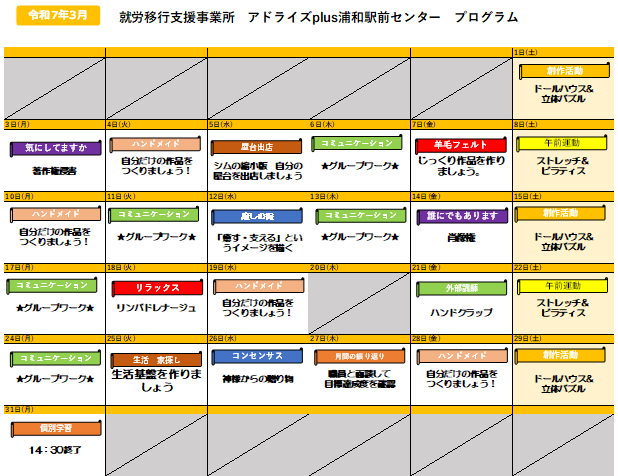 令和7年3月
就労移行支援事業所　アドライズplus浦和駅前センター　プログラム
1日(土)
創作活動
ドールハウス&
立体パズル
3日(月)
4日(火)
5日(水)
6日(木)
7日(金)
8日(土)
気にしてますか
著作権侵害
ハンドメイド
自分だけの作品を
つくりましょう！
屋台出店
シムの縮小版　自分の
屋台を出店しましょう
コミュニケーション
★グループワーク★
羊毛フェルト
じっくり作品を作り
ましょう。
午前運動
ストレッチ&
ピラティス
10日(月)
11日(火)
12日(水)
13日(木)
14日(金)
15日(土)
ハンドメイド
自分だけの作品を
つくりましょう！
コミュニケーション
★グループワーク★
癒しの絵
「癒す・支える」とい
うイメージを描く
コミュニケーション
★グループワーク★
誰にでもあります
肖像権
創作活動
ドールハウス&
立体パズル
17日(月)
18日(火)
19日(水)
20日(木)
21日(金)
22日(土)
コミュニケーション
★グループワーク★
リラックス
リンパドレナージュ
ハンドメイド
自分だけの作品を
つくりましょう！
外部講師
ハンドクラップ
午前運動
ストレッチ&
ピラティス
24日(月)
25日(火)
26日(水)
27日(木)
28日(金)
29日(土)
コミュニケーション
★グループワーク★
生活　家探し
生活基盤を作りま
しょう
コンセンサス
神様からの贈り物
月間の振り返り
職員と面談して
目標達成度を確認
ハンドメイド
自分だけの作品を
つくりましょう！
創作活動
ドールハウス&
立体パズル
31日(月)
個別学習
14：30終了